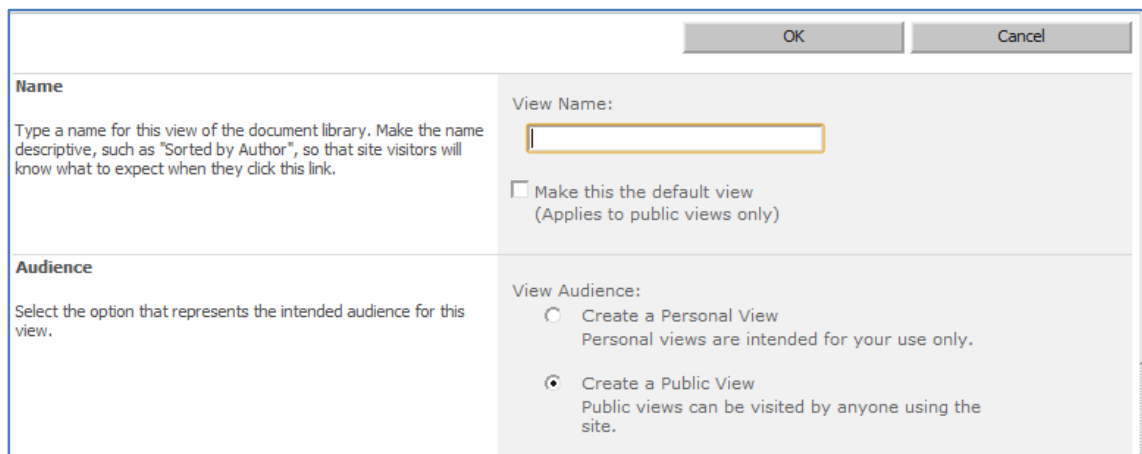 OK Cancel
Name
Type a name for this view of the document library. Make the name
descriptive, such as "Sorted by Author", so that site visitors will
know what to expect when they click this link.
View Name:
Make this the default view
(Applies to public views only)
Audience
Select the option that represents the intended audience for this
view.
View Audience:
Create a Personal View
Personal views are intended for your use only.
Create a Public View
Public views can be visited by anyone using the
site.